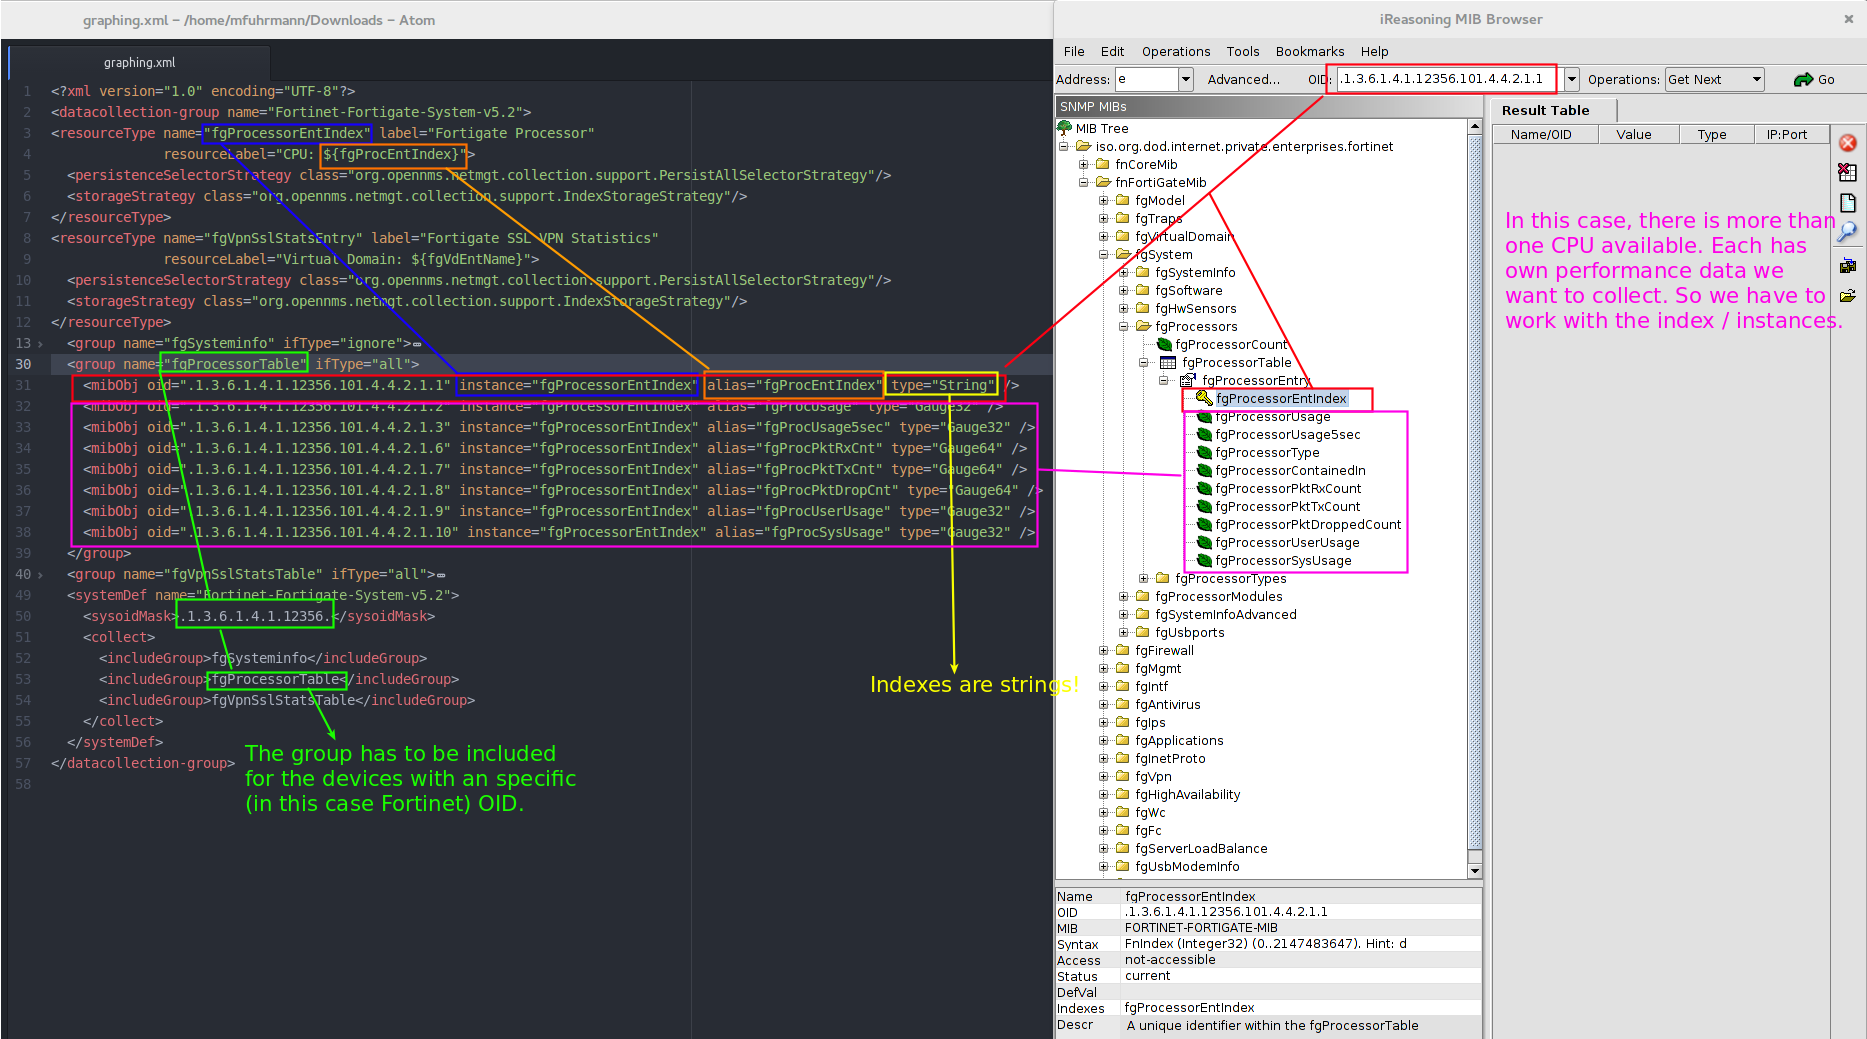 graphing.xml – /home/mfuhrmann/Downloads – Atom
graphing.xml
1 <?xml version="1.0" encoding="UTF-8"?>
2 <datacollection-group name="Fortinet-Fortigate-System-v5.2">
3 <resourceType name="fgProcessorEntIndex" label="Fortigate Processor"
4 resourceLabel="CPU: ${fgProcEntIndex}">
5 <persistenceSelectorStrategy class="org.opennms.netmgt.collection.support.PersistAllSelectorStrategy"/>
6 <storageStrategy class="org.opennms.netmgt.collection.support.IndexStorageStrategy"/>
7 </resourceType>
8 <resourceType name="fgVpnSslStatsEntry" label="Fortigate SSL VPN Statistics"
9 resourceLabel="Virtual Domain: ${fgVdEntName}">
10 <persistenceSelectorStrategy class="org.opennms.netmgt.collection.support.PersistAllSelectorStrategy"/>
11 <storageStrategy class="org.opennms.netmgt.collection.support.IndexStorageStrategy"/>
12 </resourceType>
13 <group name="fgSysteminfo" ifType="ignore">
30 <group name="fgProcessorTable" ifType="all">
31 <mibObj oid=".1.3.6.1.4.1.12356.101.4.4.2.1.1" instance="fgProcessorEntIndex" alias="fgProcEntIndex" type="String" />
32 <mibObj oid=".1.3.6.1.4.1.12356.101.4.4.2.1.2" instance="fgProcessorEntIndex" alias="fgProcUsage" type="Gauge32" />
33 <mibObj oid=".1.3.6.1.4.1.12356.101.4.4.2.1.3" instance="fgProcessorEntIndex" alias="fgProcUsage5sec" type="Gauge32" />
34 <mibObj oid=".1.3.6.1.4.1.12356.101.4.4.2.1.6" instance="fgProcessorEntIndex" alias="fgProcPktRxCnt" type="Gauge64" />
35 <mibObj oid=".1.3.6.1.4.1.12356.101.4.4.2.1.7" instance="fgProcessorEntIndex" alias="fgProcPktTxCnt" type="Gauge64" />
36 <mibObj oid=".1.3.6.1.4.1.12356.101.4.4.2.1.8" instance="fgProcessorEntIndex" alias="fgProcPktDropCnt" type="Gauge64" />
37 <mibObj oid=".1.3.6.1.4.1.12356.101.4.4.2.1.9" instance="fgProcessorEntIndex" alias="fgProcUserUsage" type="Gauge32" />
38 <mibObj oid=".1.3.6.1.4.1.12356.101.4.4.2.1.10" instance="fgProcessorEntIndex" alias="fgProcSysUsage" type="Gauge32" />
39 </group>
40 <group name="fgVpnSslStatsTable" ifType="all">
49 <systemDef name="Fortinet-Fortigate-System-v5.2">
50 <sysoidMask>.1.3.6.1.4.1.12356.</sysoidMask>
51 <collect>
52 <includeGroup>fgSysteminfo</includeGroup>
53 <includeGroup>fgProcessorTable</includeGroup>
54 <includeGroup>fgVpnSslStatsTable</includeGroup>
55 </collect>
56 </systemDef>
57 </datacollection-group>
58
Indexes are strings!
The group has to be included
for the devices with an specific
(in this case Fortinet) OID.
iReasoning MIB Browser
File Edit Operations Tools Bookmarks Help
Address: e Advanced... OID: .1.3.6.1.4.1.12356.101.4.4.2.1.1 Operations: Get Next Go
SNMP MIBs
MIB Tree
iso.org.dod.internet.private.enterprises.fortinet
fnCoreMib
fnFortiGateMib
fgModel
fgTraps
fgVirtualDomain
fgSystem
fgSystemInfo
fgSoftware
fgHwSensors
fgProcessors
fgProcessorCount
fgProcessorTable
fgProcessorEntry
fgProcessorEntIndex
fgProcessorUsage
fgProcessorUsage5sec
fgProcessorType
fgProcessorContainedIn
fgProcessorPktRxCount
fgProcessorPktTxCount
fgProcessorPktDroppedCount
fgProcessorUserUsage
fgProcessorSysUsage
fgProcessorTypes
fgProcessorModules
fgSystemInfoAdvanced
fgUsbports
fgFirewall
fgMgmt
fgIntf
fgAntivirus
fgIps
fgApplications
fgInetProto
fgVpn
fgHighAvailability
fgWc
fgFc
fgServerLoadBalance
fgUsbModemInfo
Name fgProcessorEntIndex
OID .1.3.6.1.4.1.12356.101.4.4.2.1.1
MIB FORTINET-FORTIGATE-MIB
Syntax FnIndex (Integer32) (0..2147483647). Hint: d
Access not-accessible
Status current
DefVal
Indexes fgProcessorEntIndex
Descr A unique identifier within the fgProcessorTable
Result Table
Name/OID Value Type IP:Port
In this case, there is more than
one CPU available. Each has
own performance data we
want to collect. So we have to
work with the index / instances.